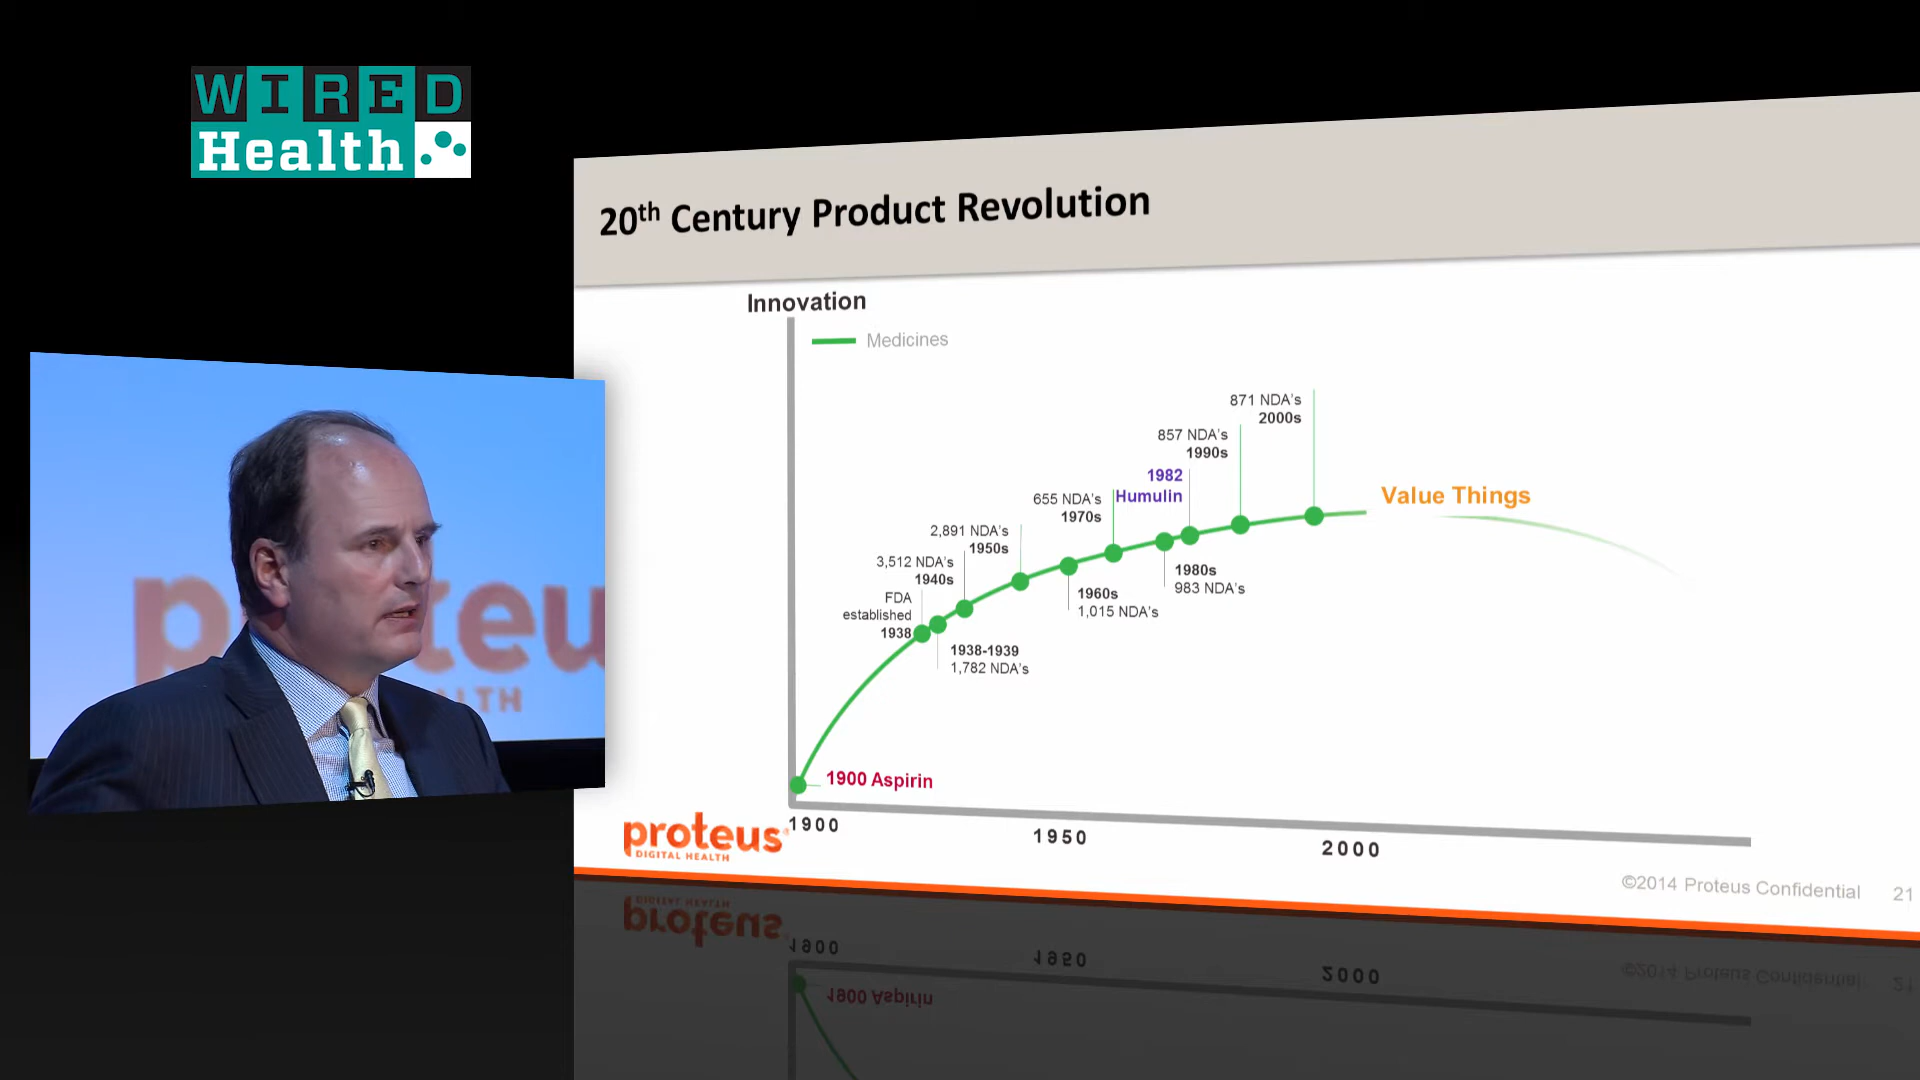 WIRED
Health
20th Century Product Revolution
Innovation
Medicines
871 NDA's
2000s
857 NDA's
1990s
1982
Humulin
655 NDA's
1970s
2,891 NDA's
1950s
3,512 NDA's
1940s
FDA
established
1938
1938-1939
1,782 NDA's
1960s
1,015 NDA's
1980s
983 NDA's
Value Things
1900 Aspirin
1900
1950
2000
proteus
DIGITAL HEALTH
©2014 Proteus Confidential
21
proteu
LTH